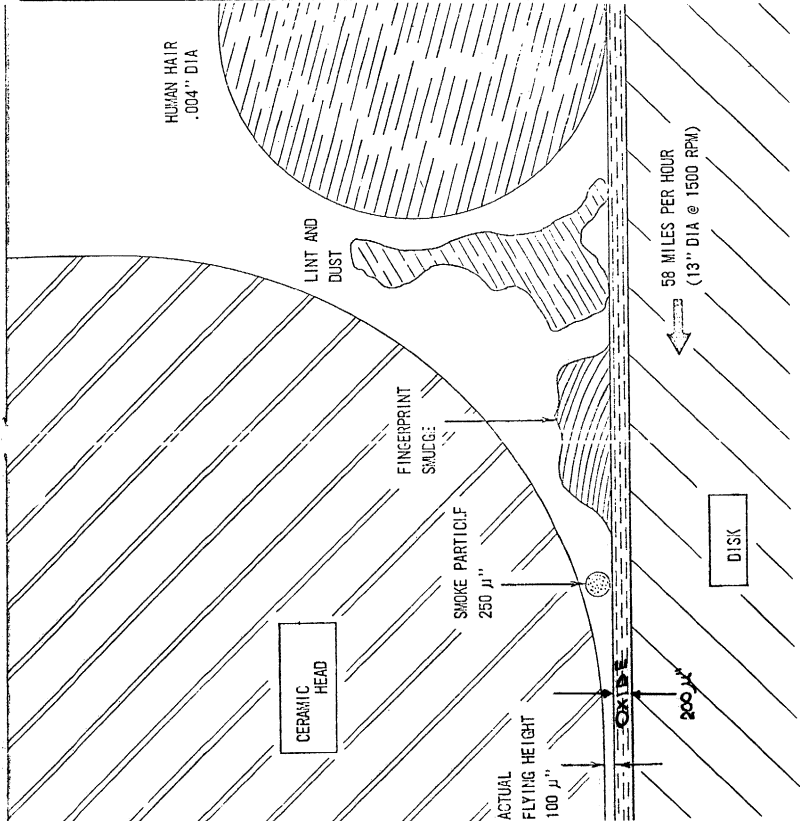 HUMAN HAIR
.004" DIA
LINT AND
DUST
58 MILES PER HOUR
(13" DIA @ 1500 RPM)
FINGERPRINT
SMUDGE
SMOKE PARTICLE
250 µ"
CERAMIC
HEAD
DISK
ACTUAL
FLYING HEIGHT
100 µ"
OXIDE
200 µ"